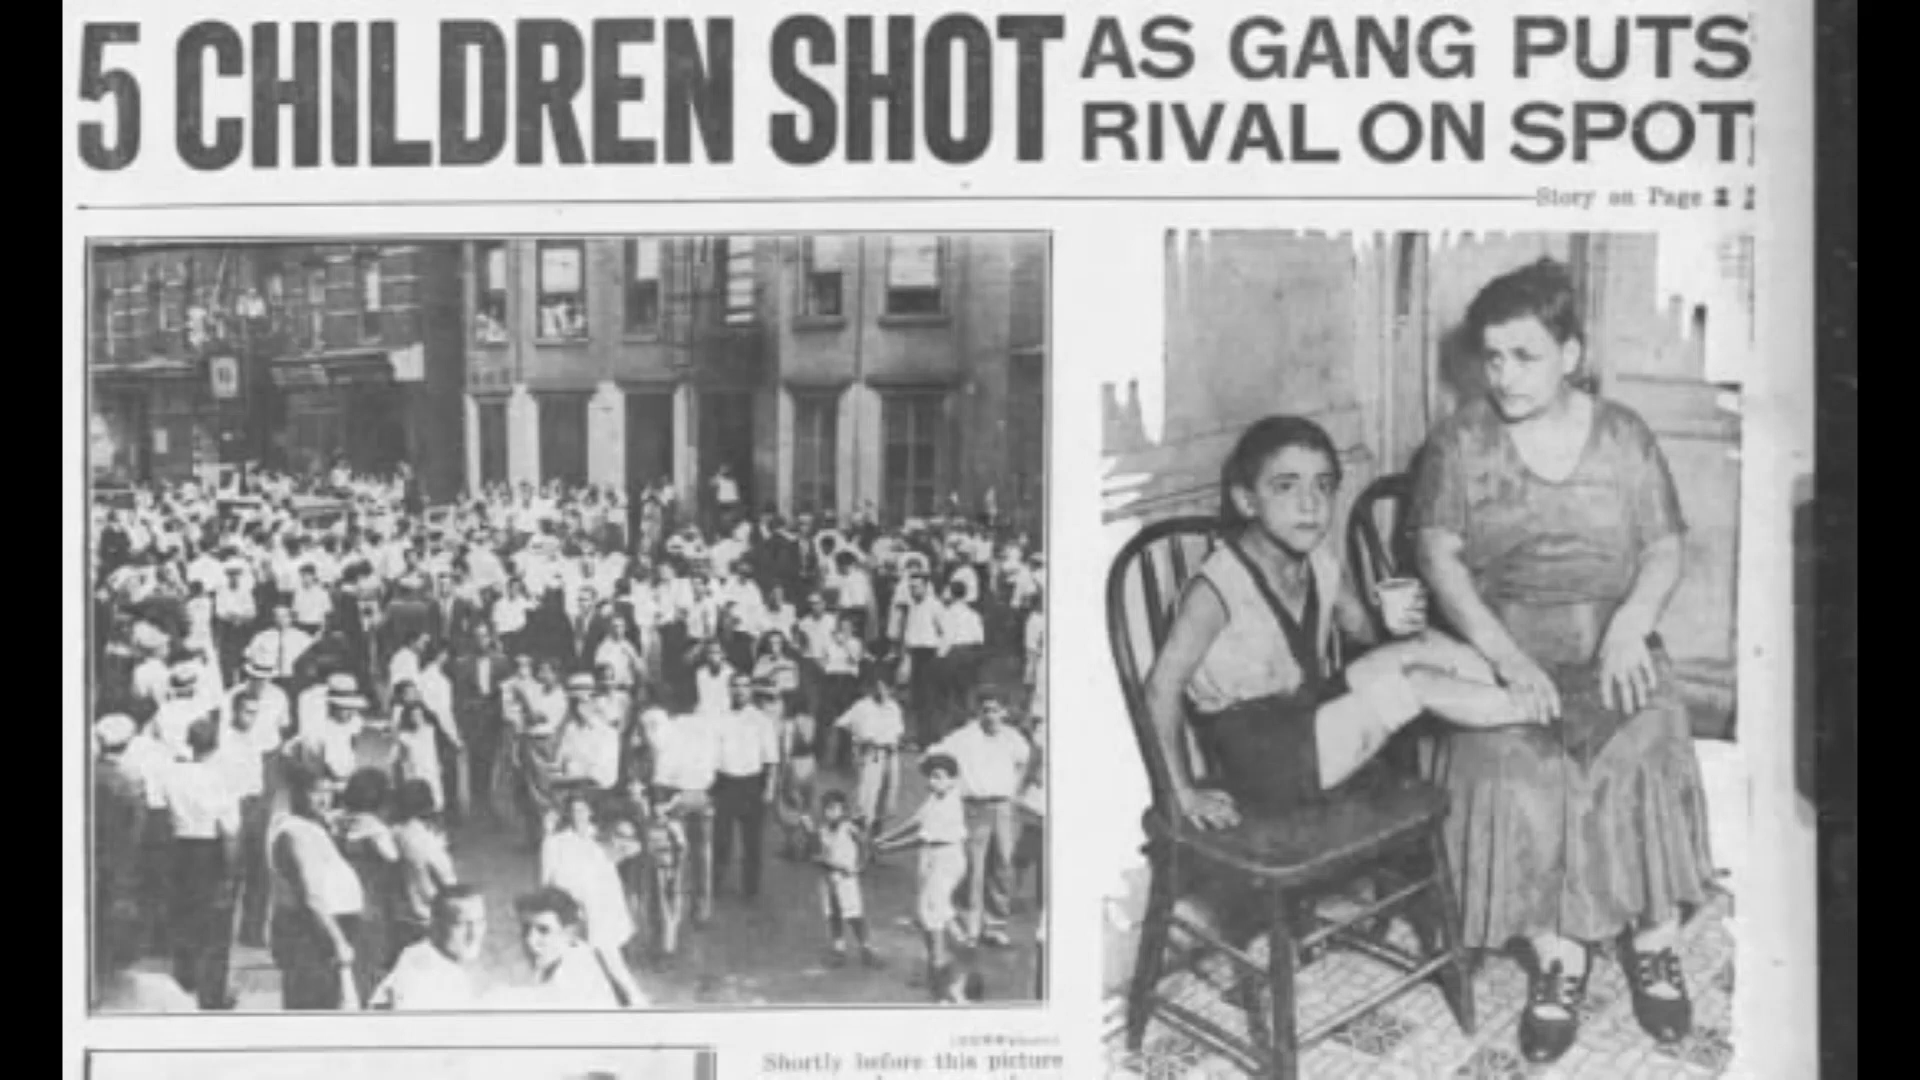 5 CHILDREN SHOT
AS GANG PUTS
RIVAL ON SPOT
Story on Page 2
Shortly before this picture